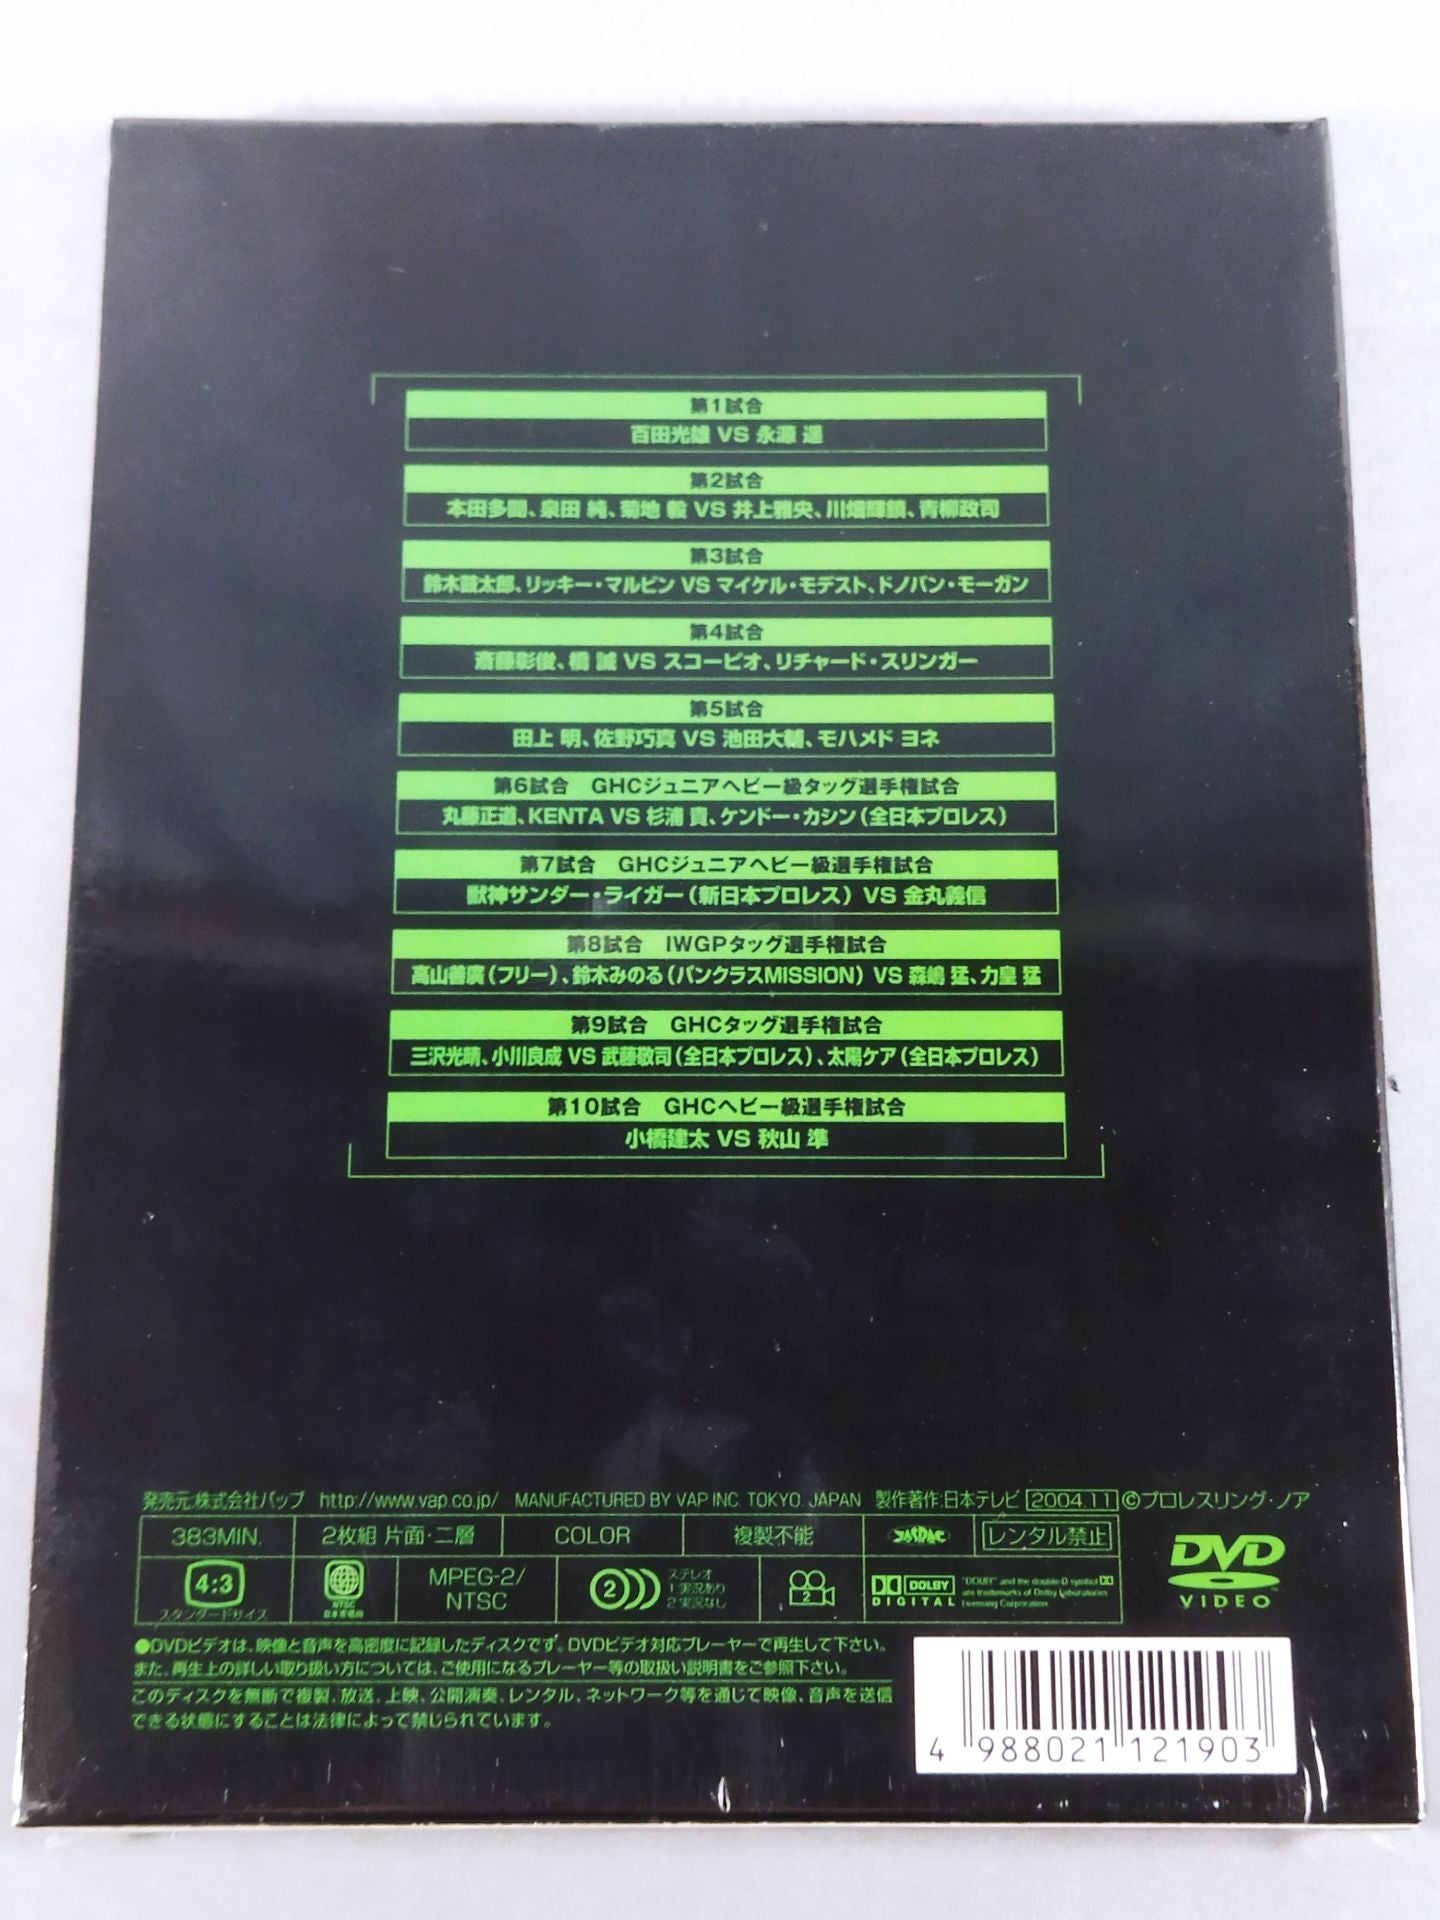 第1試合
百田光雄 VS 永源 遥
第2試合
本田多聞、泉田 純、菊地 毅 VS 井上雅央、川畑輝鎮、青柳政司
第3試合
鈴木鼓太郎、リッキー・マルビン VS マイケル・モデスト、ドノバン・モーガン
第4試合
斎藤彰俊、橋 誠 VS スコーピオ、リチャード・スリンガー
第5試合
田上 明、佐野巧真 VS 池田大輔、モハメド ヨネ
第6試合 GHCジュニアヘビー級タッグ選手権試合
丸藤正道、KENTA VS 杉浦 貴、ケンドー・カシン(全日本プロレス)
第7試合 GHCジュニアヘビー級選手権試合
獣神サンダー・ライガー(新日本プロレス) VS 金丸義信
第8試合 IWGPタッグ選手権試合
高山善廣(フリー)、鈴木みのる(パンクラスMISSION) VS 森嶋 猛、力皇 猛
第9試合 GHCタッグ選手権試合
三沢光晴、小川良成 VS 武藤敬司(全日本プロレス)、太陽ケア(全日本プロレス)
第10試合 GHCヘビー級選手権試合
小橋建太 VS 秋山 準
発売元:株式会社バップ http://www.vap.co.jp/ MANUFACTURED BY VAP INC. TOKYO. JAPAN 製作著作:日本テレビ 2004.11 ©プロレスリング・ノア
383MIN. 2枚組 片面・二層 COLOR 複製不能 JASRAC レンタル禁止
4:3 スタンダードサイズ NTSC 日本市場向 MPEG-2/NTSC 2 ステレオ 1:実況あり 2:実況なし 2 DOLBY DIGITAL
"DOLBY" and the double-D symbol
are trademarks of Dolby Laboratories
Licensing Corporation
DVD VIDEO
●DVDビデオは、映像と音声を高密度に記録したディスクです。DVDビデオ対応プレーヤーで再生して下さい。
また、再生上の詳しい取り扱い方については、ご使用になるプレーヤー等の取扱い説明書をご参照下さい。
このディスクを無断で複製、放送、上映、公開演奏、レンタル、ネットワーク等を通じて映像、音声を送信
できる状態にすることは法律によって禁じられています。
4 988021 121903